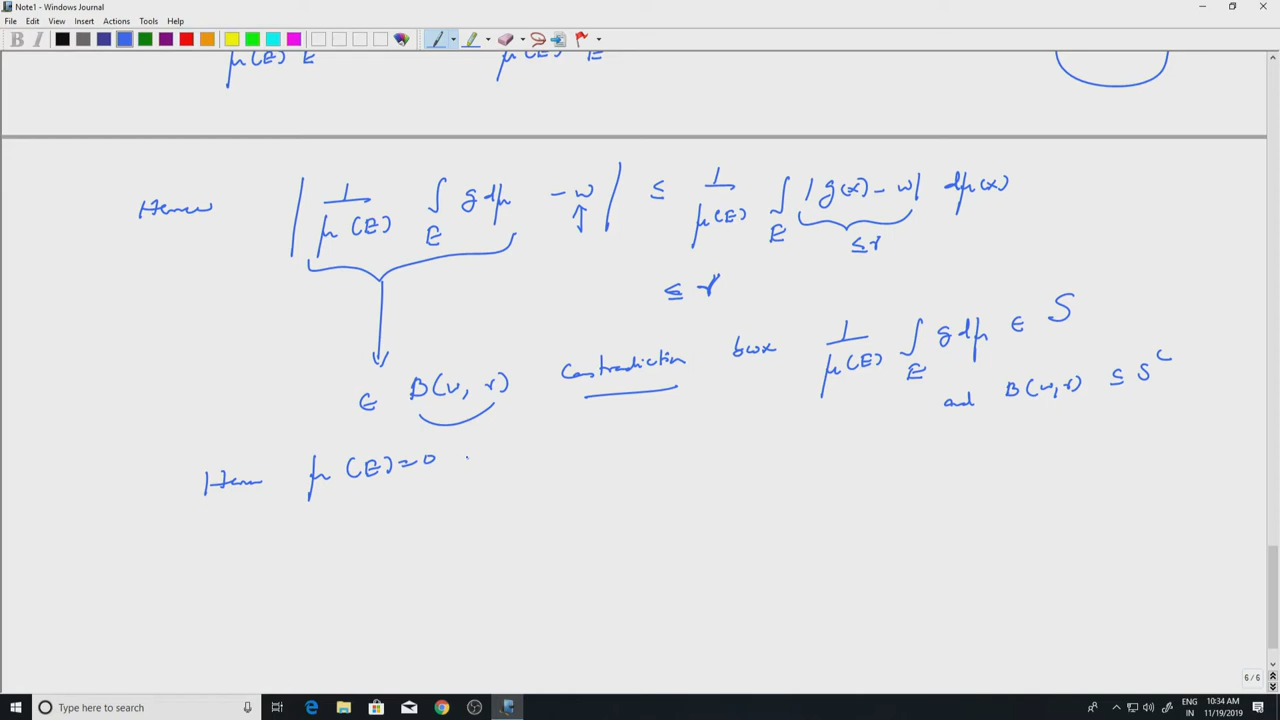 Note1 - Windows Journal
File Edit View Insert Actions Tools Help
μ(E) E μ(E) E
Hence | 1/μ(E) ∫_E g dμ - w | ≤ 1/μ(E) ∫_E |g(x) - w| dμ(x)
≤ r
≤ r
∈ B(w, r) contradiction bwx 1/μ(E) ∫_E g dμ ∈ S
and B(w, r) ⊆ S^c
Hence μ(E) = 0 .
6 / 6
Type here to search
ENG 10:34 AM
IN 11/19/2019